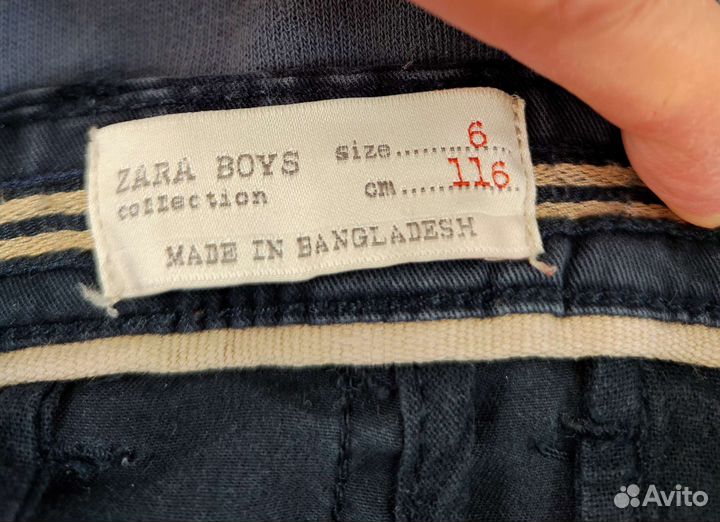 ZARA BOYS
collection
size..............6
cm..............116
MADE IN BANGLADESH
Avito